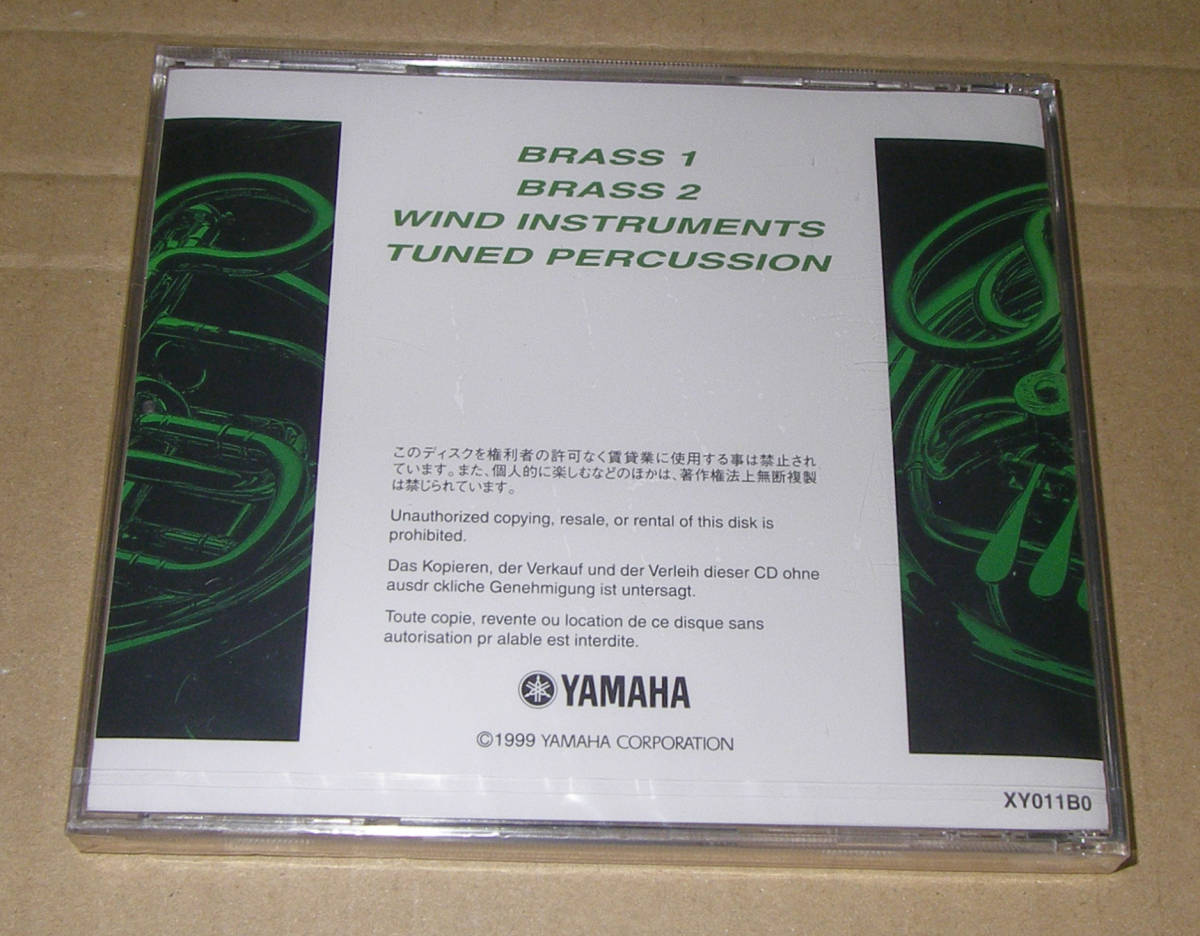 BRASS 1
BRASS 2
WIND INSTRUMENTS
TUNED PERCUSSION
このディスクを権利者の許可なく賃貸業に使用する事は禁止され
ています。また、個人的に楽しむなどのほかは、著作権法上無断複製
は禁じられています。
Unauthorized copying, resale, or rental of this disk is
prohibited.
Das Kopieren, der Verkauf und der Verleih dieser CD ohne
ausdr ckliche Genehmigung ist untersagt.
Toute copie, revente ou location de ce disque sans
autorisation pr alable est interdite.
YAMAHA
©1999 YAMAHA CORPORATION
XY011B0